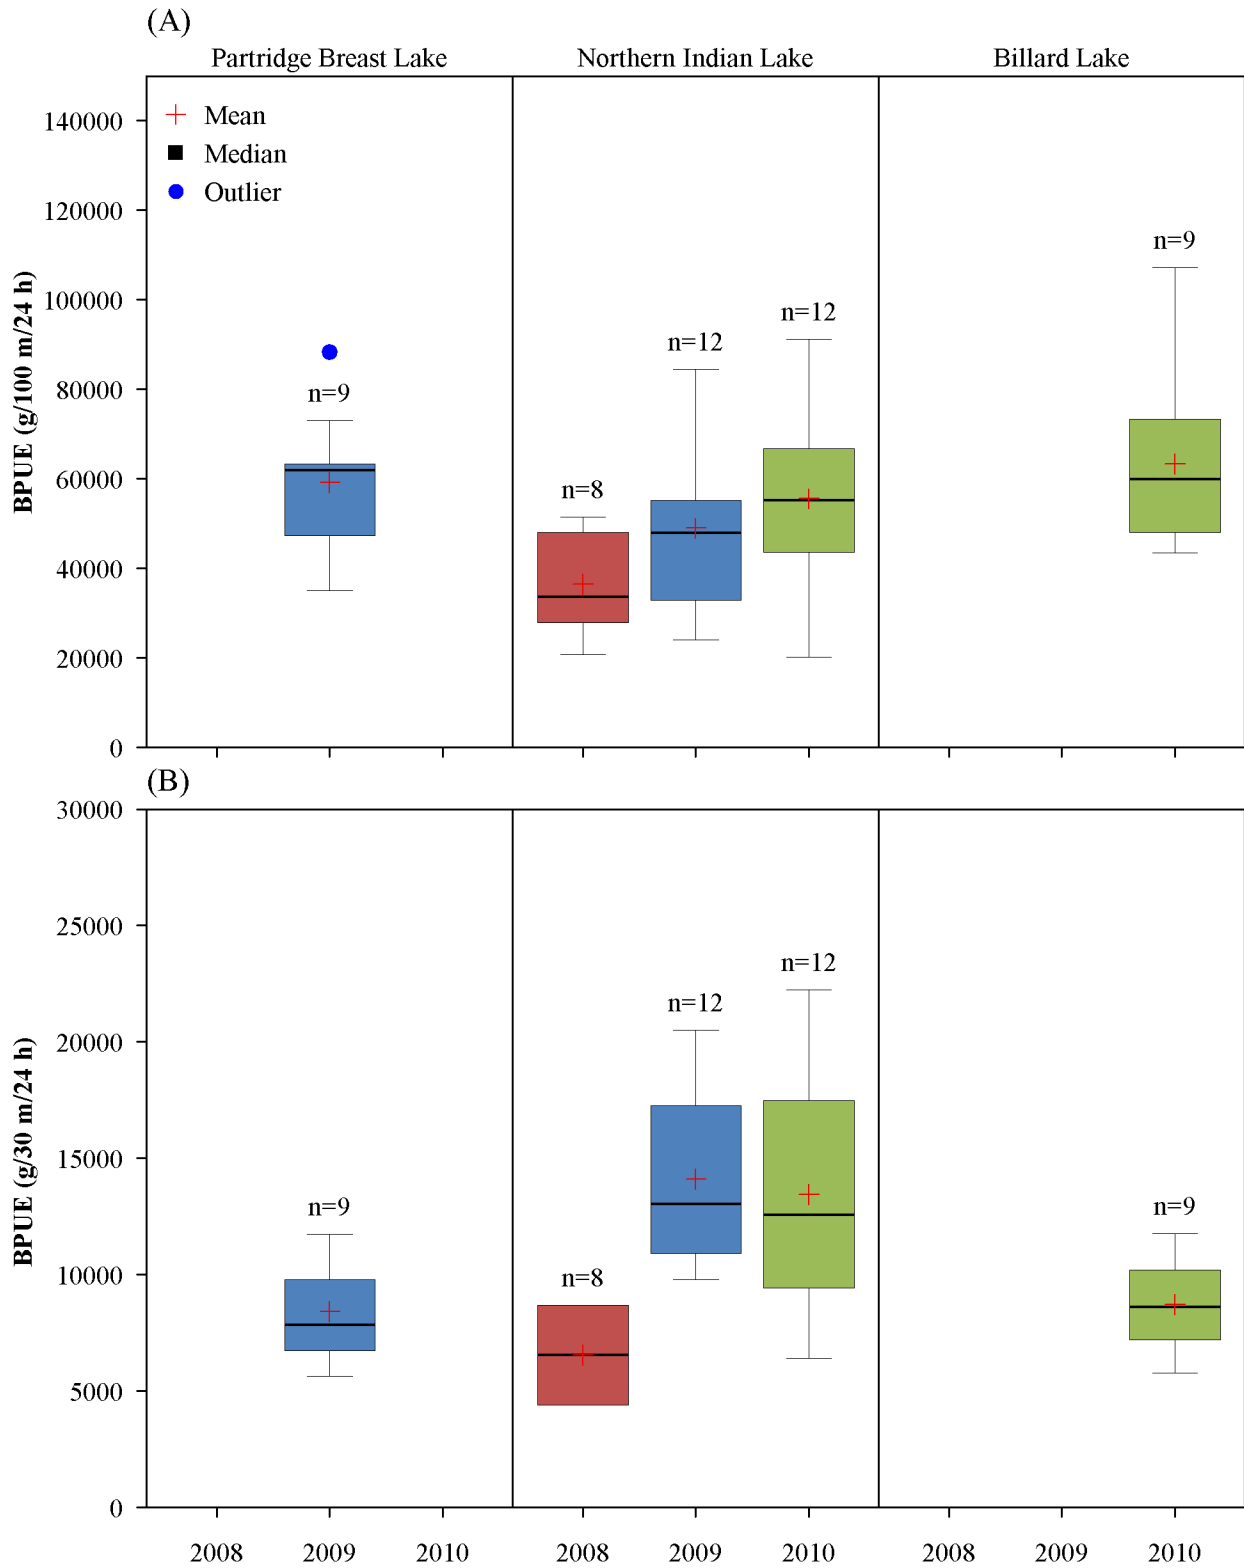 (A)
Partridge Breast Lake Northern Indian Lake Billard Lake
BPUE (g/100 m/24 h)
140000
120000
100000
80000
60000
40000
20000
0
Mean
Median
Outlier
n=9
n=8
n=12
n=12
n=9
(B)
BPUE (g/30 m/24 h)
30000
25000
20000
15000
10000
5000
0
n=9
n=8
n=12
n=12
n=9
2008 2009 2010 2008 2009 2010 2008 2009 2010